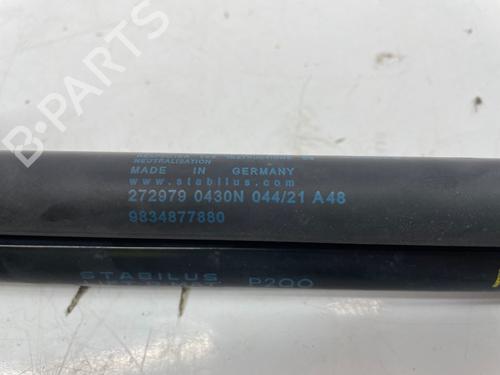 NEUTRALISATION
MADE IN GERMANY
www.stabilus.com
272979 0430N 044/21 A48
9834877880
STABILUS
P200
B-PARTS